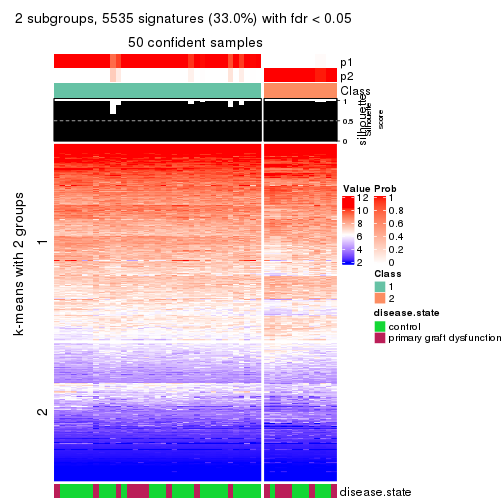 2 subgroups, 5535 signatures (33.0%) with fdr < 0.05
50 confident samples
p1
p2
Class
1
0.5
0
silhouette
Silhouette
score
k-means with 2 groups
1
2
Value
12
10
8
6
4
2
Prob
1
0.8
0.6
0.4
0.2
0
Class
1
2
disease.state
control
primary graft dysfunction
disease.state